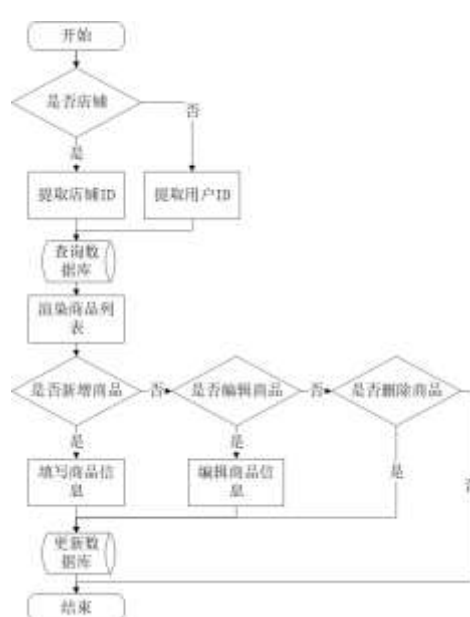 开始
是否店铺
否
是
提取店铺ID
提取用户ID
查询数
据库
渲染商品列
表
是否新增商品
否
是否编辑商品
否
是否删除商品
是
是
填写商品信
息
编辑商品信
息
是
否
更新数
据库
结束